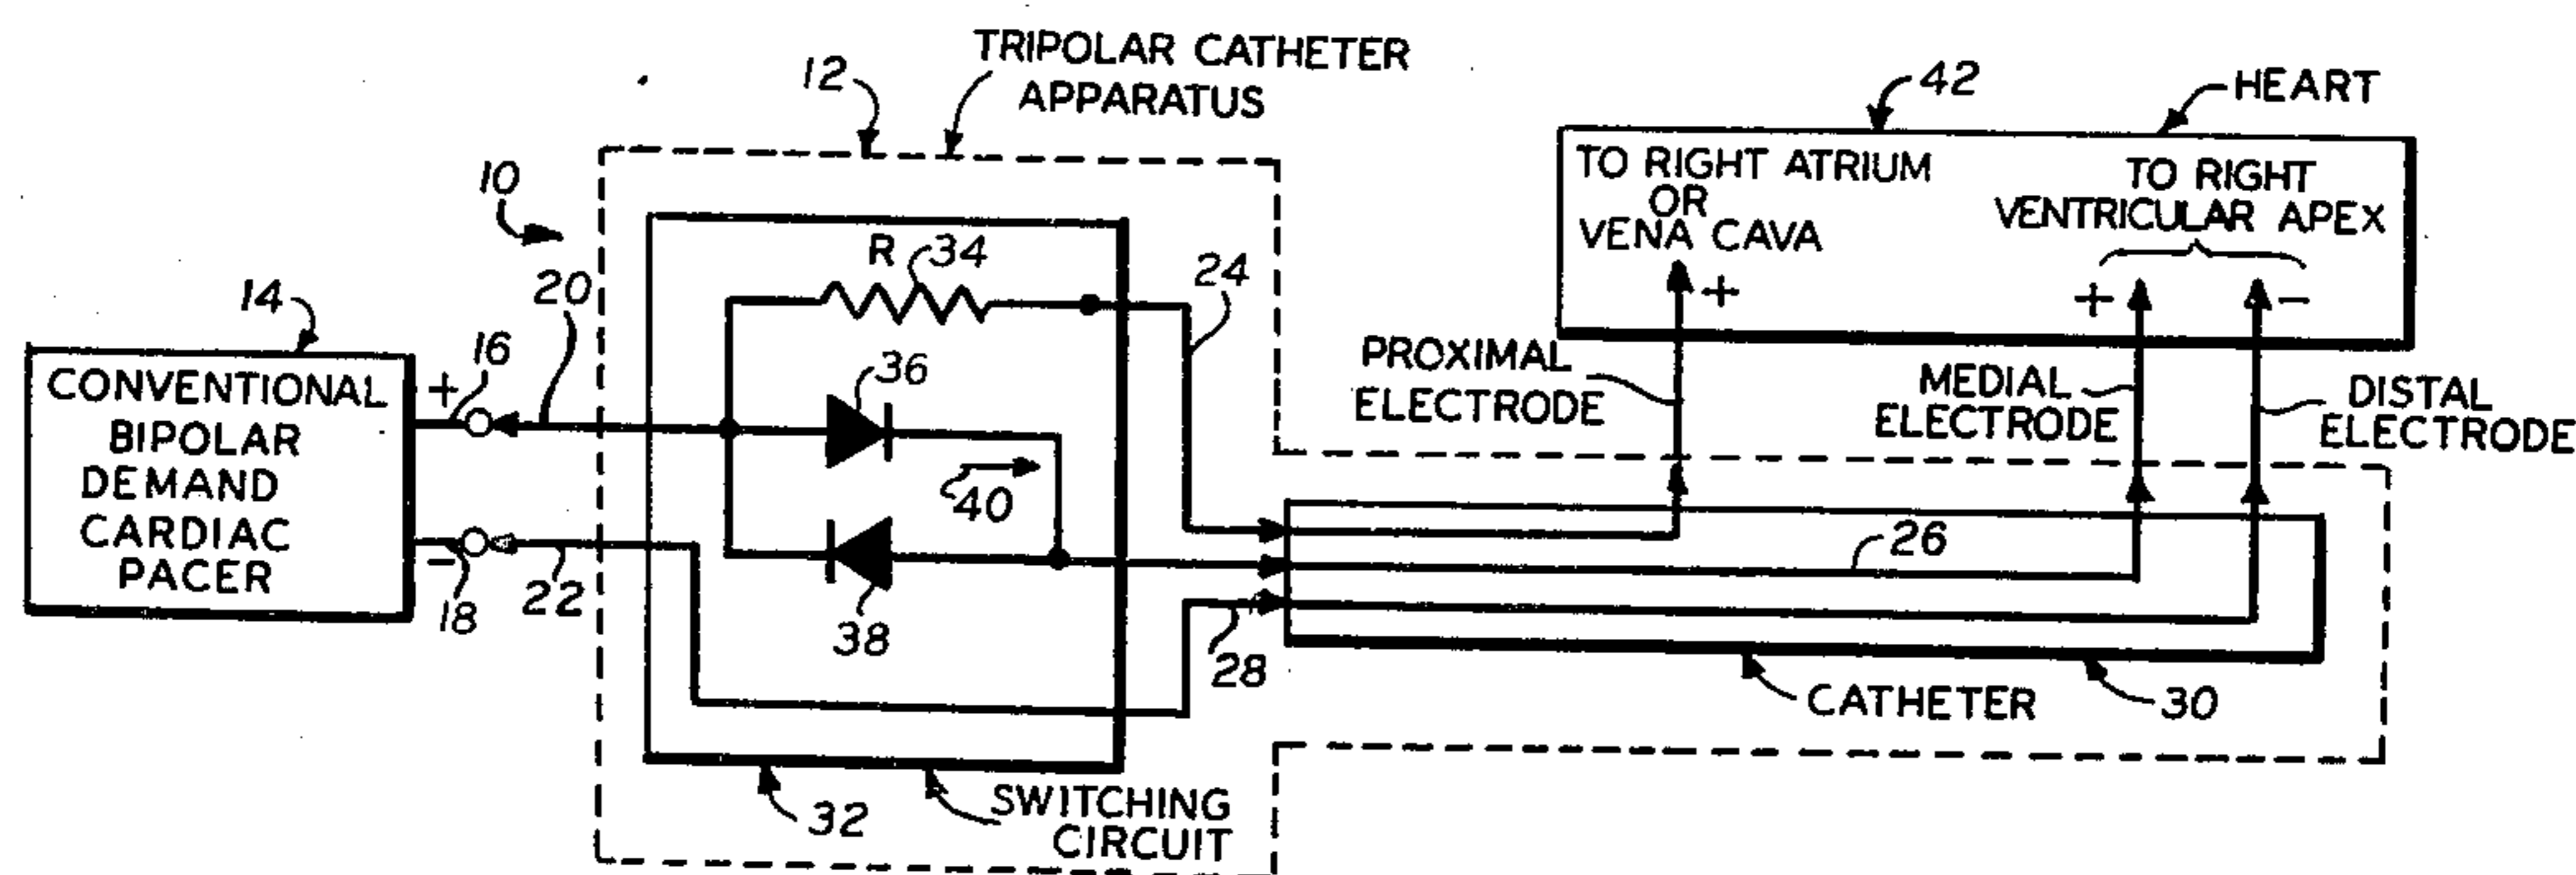 TRIPOLAR CATHETER
APPARATUS
12
42
HEART
10
TO RIGHT ATRIUM
OR
VENA CAVA
+
TO RIGHT
VENTRICULAR APEX
+ -
R 34
24
20
14
CONVENTIONAL
BIPOLAR
DEMAND
CARDIAC
PACER
+
16
-
18
22
36
40
38
PROXIMAL
ELECTRODE
MEDIAL
ELECTRODE
DISTAL
ELECTRODE
26
28
CATHETER
30
32
SWITCHING
CIRCUIT